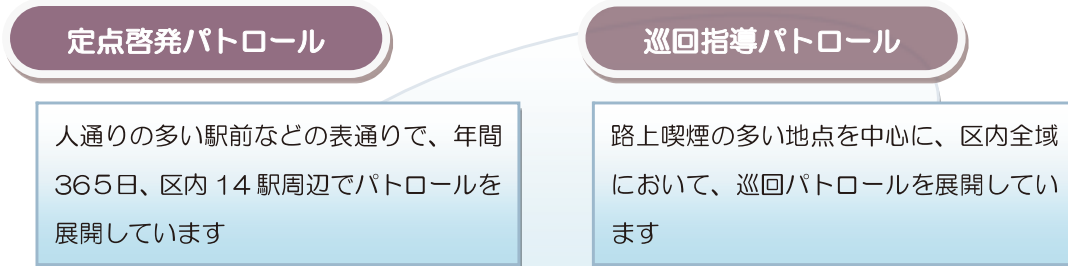 定点啓発パトロール
人通りの多い駅前などの表通りで、年間
365日、区内 14 駅周辺でパトロールを
展開しています
巡回指導パトロール
路上喫煙の多い地点を中心に、区内全域
において、巡回パトロールを展開してい
ます